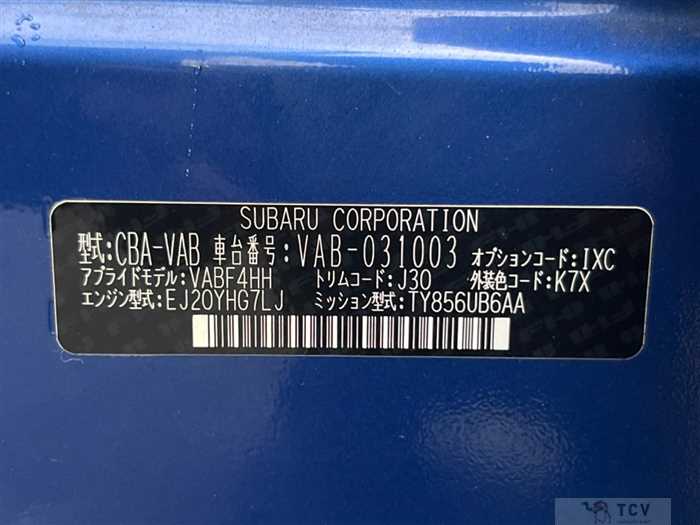 SUBARU CORPORATION
型式:CBA-VAB 車台番号:VAB-031003 オプションコード:IXC
アプライドモデル:VABF4HH トリムコード:J30 外装色コード:K7X
エンジン型式:EJ20YHG7LJ ミッション型式:TY856UB6AA
TCV